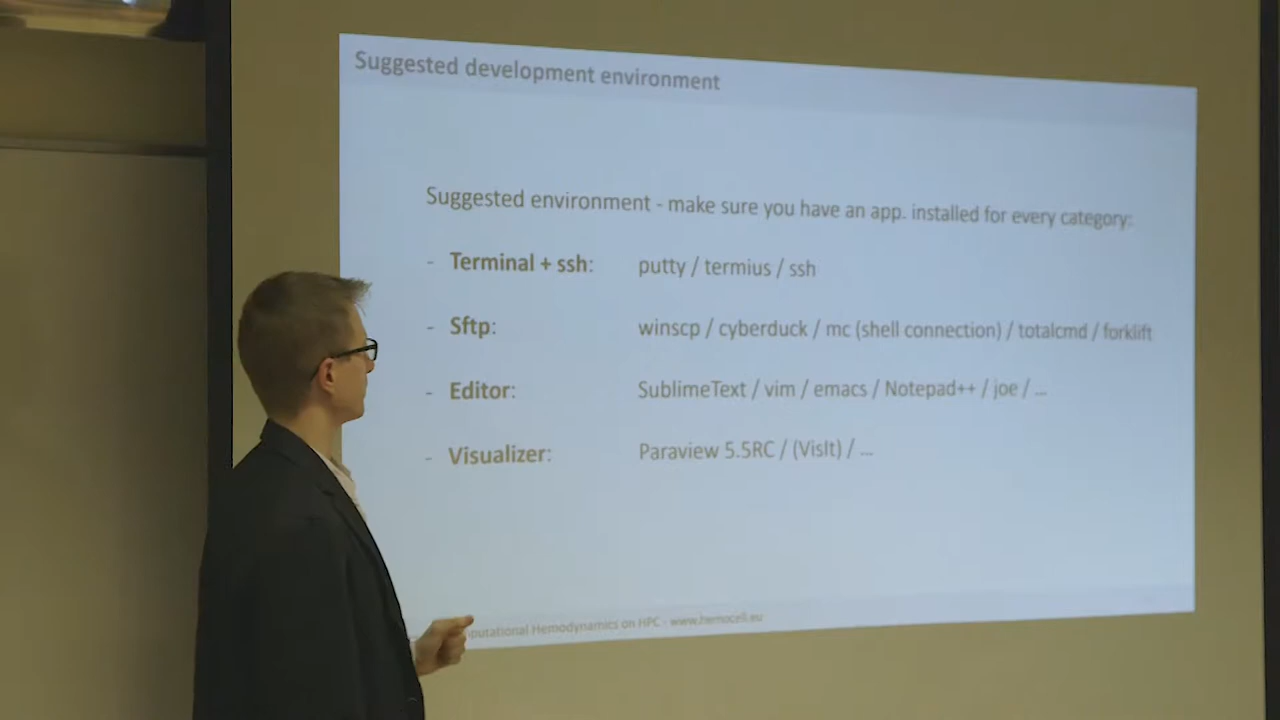 Suggested development environment
Suggested environment - make sure you have an app. installed for every category:
- Terminal + ssh: putty / termius / ssh
- Sftp: winscp / cyberduck / mc (shell connection) / totalcmd / forklift
- Editor: SublimeText / vim / emacs / Notepad++ / joe / ...
- Visualizer: Paraview 5.5RC / (VisIt) / ...
Hemodynamics on HPC - www.hemocell.eu